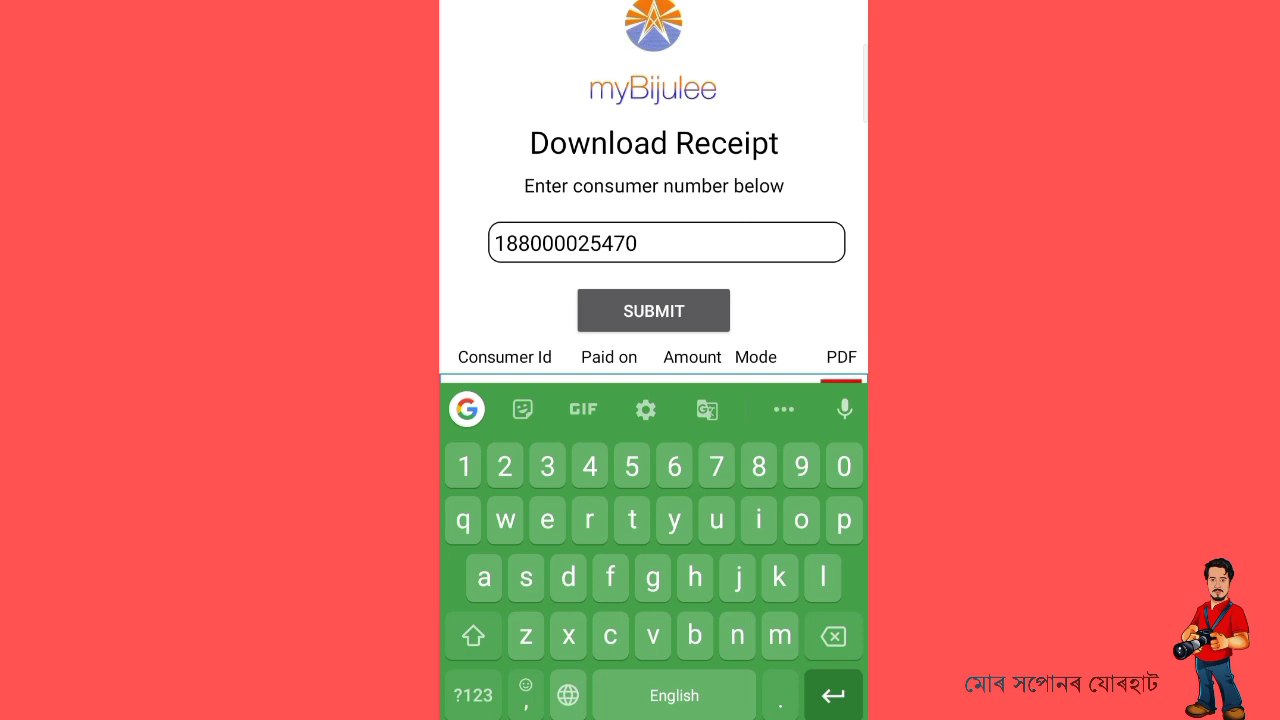 myBijulee
Download Receipt
Enter consumer number below
188000025470
SUBMIT
Consumer Id Paid on Amount Mode PDF
G GIF G
1 2 3 4 5 6 7 8 9 0
q w e r t y u i o p
a s d f g h j k l
z x c v b n m
?123 , English .
মোৰ সপোনৰ যোৰহাট